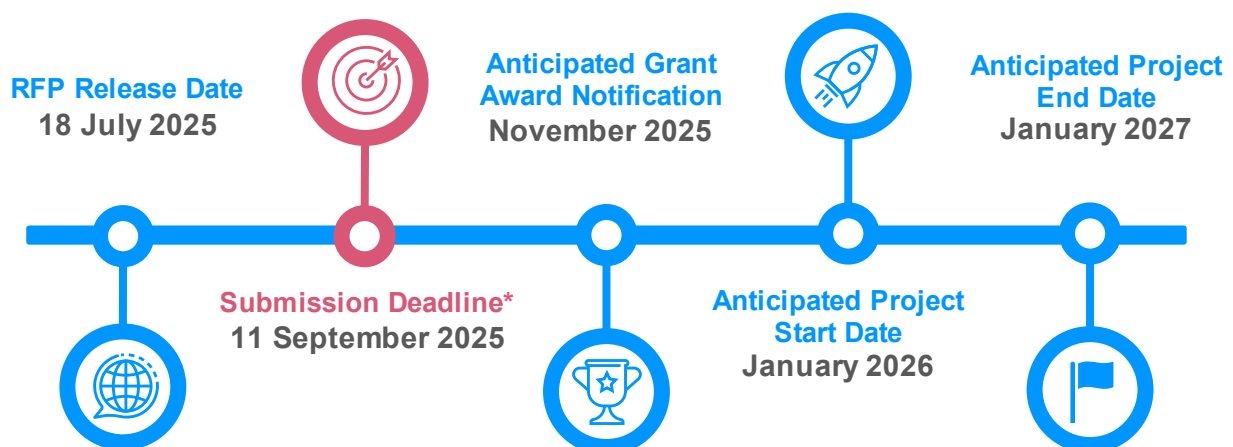 RFP Release Date
18 July 2025
Submission Deadline*
11 September 2025
Anticipated Grant
Award Notification
November 2025
Anticipated Project
Start Date
January 2026
Anticipated Project
End Date
January 2027